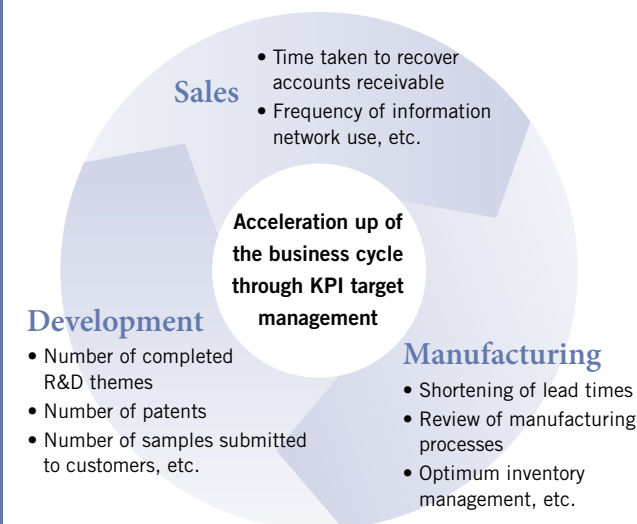 Sales
• Time taken to recover
accounts receivable
• Frequency of information
network use, etc.
Acceleration up of
the business cycle
through KPI target
management
Development
• Number of completed
R&D themes
• Number of patents
• Number of samples submitted
to customers, etc.
Manufacturing
• Shortening of lead times
• Review of manufacturing
processes
• Optimum inventory
management, etc.